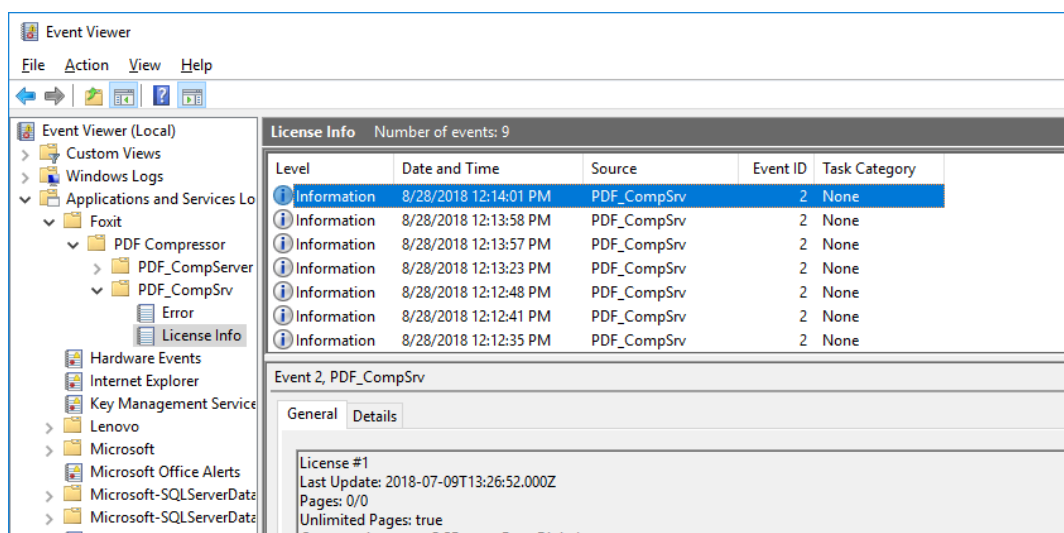 Event Viewer
File Action View Help
Event Viewer (Local)
Custom Views
Windows Logs
Applications and Services Lo
Foxit
PDF Compressor
PDF_CompServer
PDF_CompSrv
Error
License Info
Hardware Events
Internet Explorer
Key Management Service
Lenovo
Microsoft
Microsoft Office Alerts
Microsoft-SQLServerData
Microsoft-SQLServerData
License Info Number of events: 9
Level Date and Time Source Event ID Task Category
Information 8/28/2018 12:14:01 PM PDF_CompSrv 2 None
Information 8/28/2018 12:13:58 PM PDF_CompSrv 2 None
Information 8/28/2018 12:13:57 PM PDF_CompSrv 2 None
Information 8/28/2018 12:13:23 PM PDF_CompSrv 2 None
Information 8/28/2018 12:12:48 PM PDF_CompSrv 2 None
Information 8/28/2018 12:12:41 PM PDF_CompSrv 2 None
Information 8/28/2018 12:12:35 PM PDF_CompSrv 2 None
Event 2, PDF_CompSrv
General Details
License #1
Last Update: 2018-07-09T13:26:52.000Z
Pages: 0/0
Unlimited Pages: true